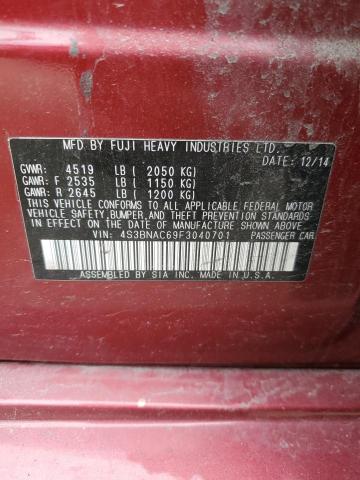 MFD BY FUJI HEAVY INDUSTRIES LTD.
DATE: 12/14
GVWR: 4519 LB ( 2050 KG)
GAWR: F 2535 LB ( 1150 KG)
GAWR: R 2645 LB ( 1200 KG)
THIS VEHICLE CONFORMS TO ALL APPLICABLE FEDERAL MOTOR
VEHICLE SAFETY, BUMPER, AND THEFT PREVENTION STANDARDS
IN EFFECT ON THE DATE OF MANUFACTURE SHOWN ABOVE.
VIN: 4S3BNAC69F3040701 PASSENGER CAR
ASSEMBLED BY SIA INC. MADE IN U.S.A.